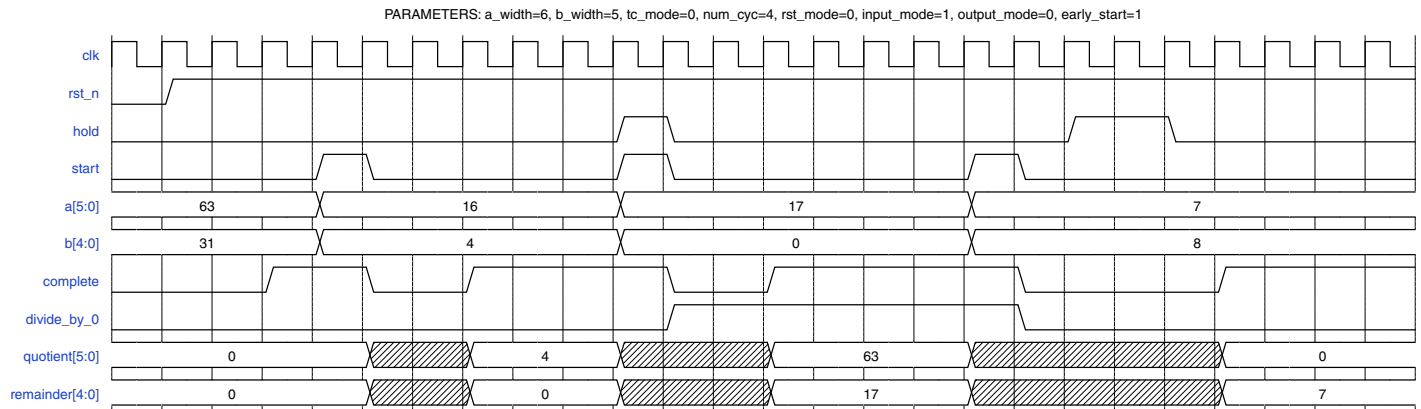 PARAMETERS: a_width=6, b_width=5, tc_mode=0, num_cyc=4, rst_mode=0, input_mode=1, output_mode=0, early_start=1
clk
rst_n
hold
start
a[5:0] 63 16 17 7
b[4:0] 31 4 0 8
complete
divide_by_0
quotient[5:0] 0 4 63 0
remainder[4:0] 0 0 17 7